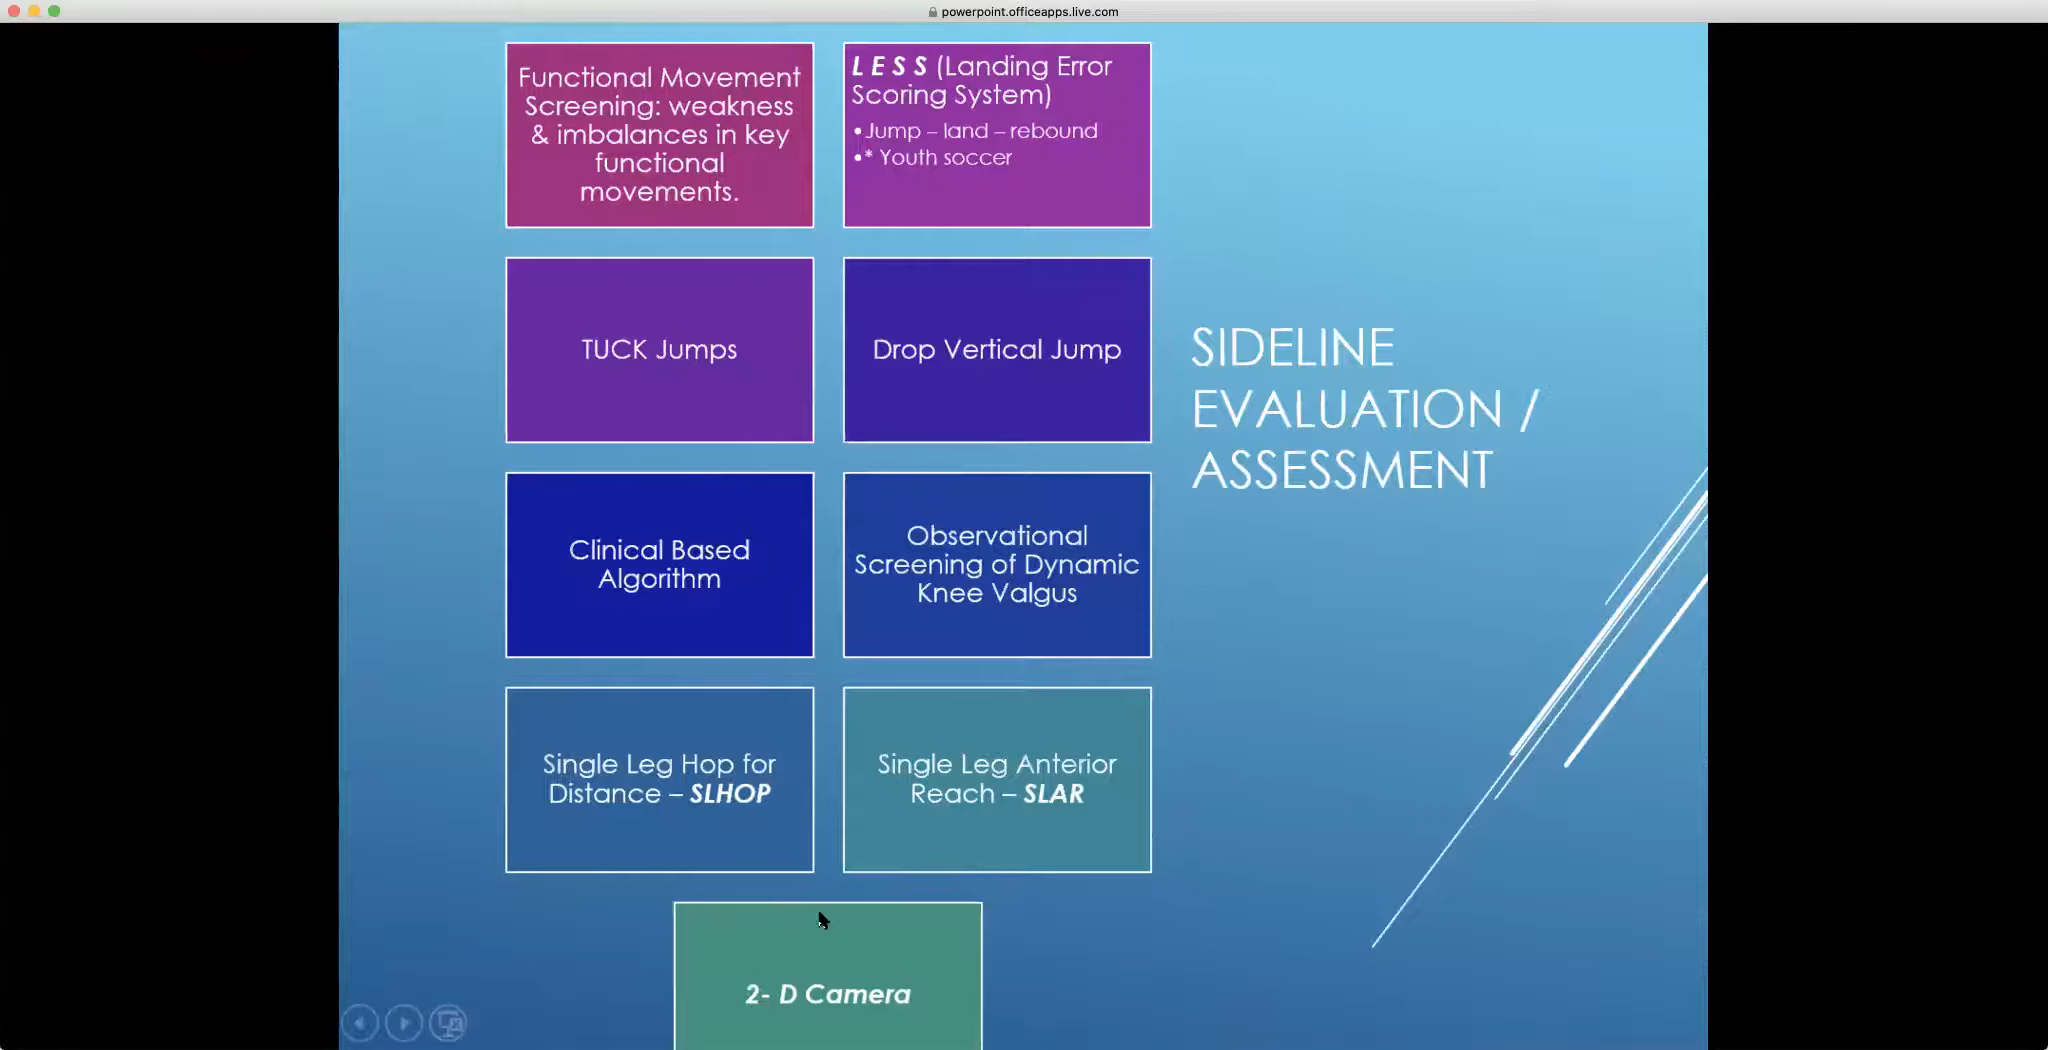 powerpoint.officeapps.live.com
Functional Movement
Screening: weakness
& imbalances in key
functional
movements.
L E S S (Landing Error
Scoring System)
•Jump – land – rebound
•* Youth soccer
TUCK Jumps
Drop Vertical Jump
Clinical Based
Algorithm
Observational
Screening of Dynamic
Knee Valgus
Single Leg Hop for
Distance – SLHOP
Single Leg Anterior
Reach – SLAR
2- D Camera
SIDELINE
EVALUATION /
ASSESSMENT